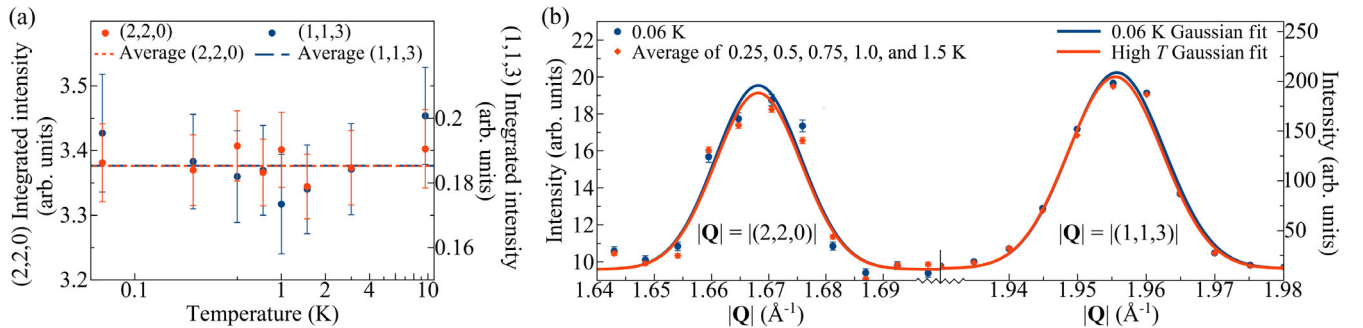 (a)
(2,2,0)
(1,1,3)
Average (2,2,0)
Average (1,1,3)
(2,2,0) Integrated intensity
(arb. units)
3.5
3.4
3.3
3.2
0.1
1
2
3
4
10
Temperature (K)
0.2
0.18
0.16
(1,1,3) Integrated intensity
(arb. units)
(b)
0.06 K
Average of 0.25, 0.5, 0.75, 1.0, and 1.5 K
0.06 K Gaussian fit
High T Gaussian fit
Intensity (arb. units)
22
20
18
16
14
12
10
|Q| = |(2,2,0)|
|Q| = |(1,1,3)|
1.64
1.65
1.66
1.67
1.68
1.69
1.94
1.95
1.96
1.97
1.98
|Q| (Å⁻¹)
|Q| (Å⁻¹)
250
200
150
100
50
0
Intensity (arb. units)